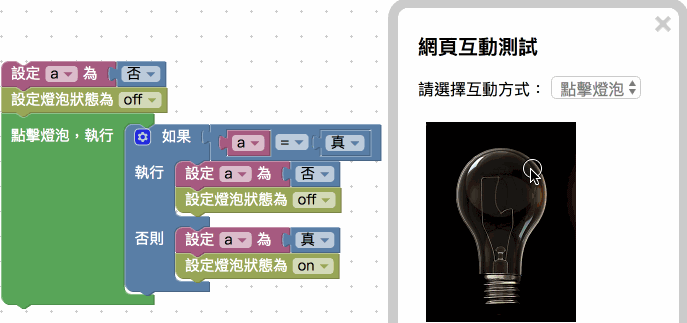 設定 a 為 否
設定燈泡狀態為 off
點擊燈泡，執行
如果 a = 真
執行 設定 a 為 否
設定燈泡狀態為 off
否則 設定 a 為 真
設定燈泡狀態為 on
網頁互動測試
請選擇互動方式： 點擊燈泡